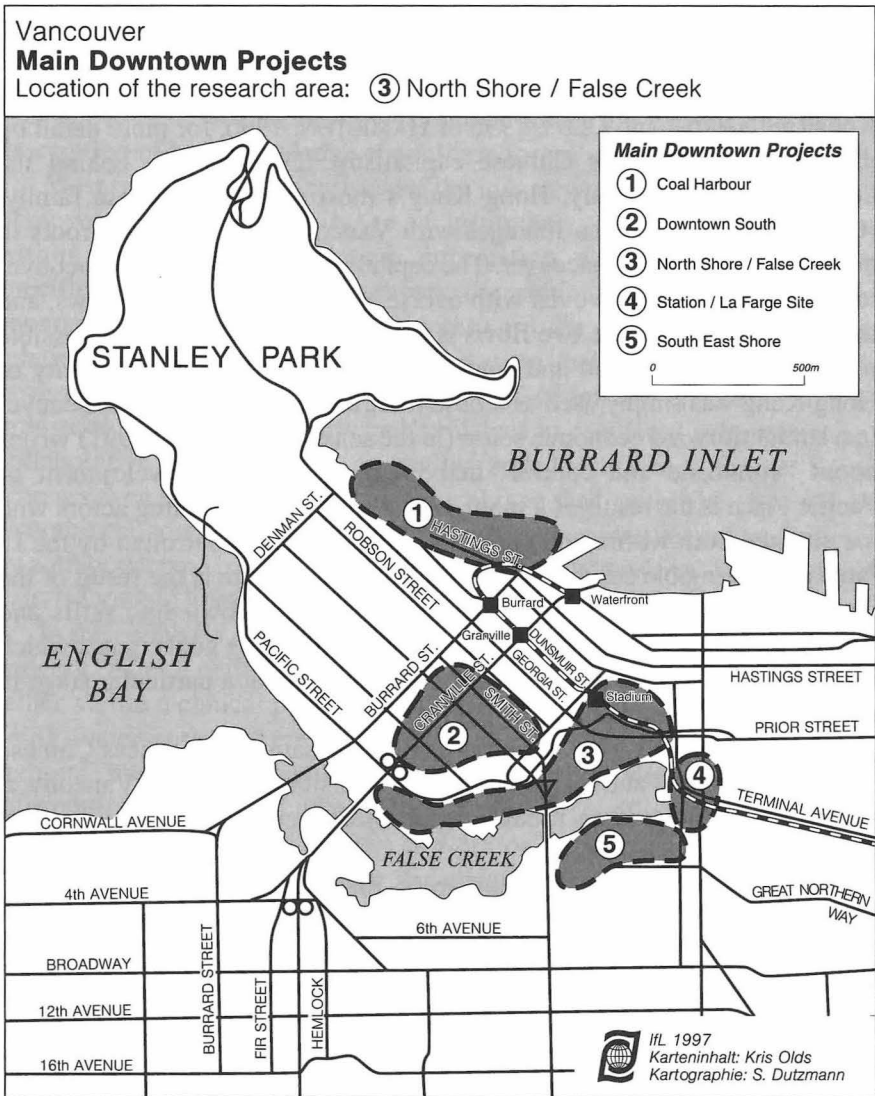 Vancouver
Main Downtown Projects
Location of the research area: ③ North Shore / False Creek
Main Downtown Projects
① Coal Harbour
② Downtown South
③ North Shore / False Creek
④ Station / La Farge Site
⑤ South East Shore
0 500m
STANLEY PARK
BURRARD INLET
①
HASTINGS ST.
DENMAN ST.
ROBSON STREET
Burrard
Waterfront
Granville
DUNSMUIR ST.
GEORGIA ST.
ENGLISH
BAY
PACIFIC STREET
BURRARD ST.
GRANVILLE ST.
SMITH ST.
Stadium
HASTINGS STREET
PRIOR STREET
②
③
④
TERMINAL AVENUE
CORNWALL AVENUE
FALSE CREEK
⑤
4th AVENUE
GREAT NORTHERN
WAY
6th AVENUE
BROADWAY
BURRARD STREET
FIR STREET
HEMLOCK
12th AVENUE
16th AVENUE
IfL 1997
Karteninhalt: Kris Olds
Kartographie: S. Dutzmann